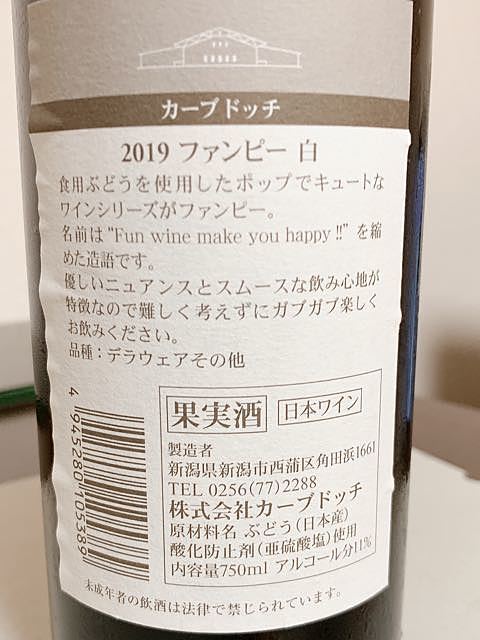 カーブドッチ
2019 ファンピー 白
食用ぶどうを使用したポップでキュートな
ワインシリーズがファンピー。
名前は“Fun wine make you happy !!” を縮
めた造語です。
優しいニュアンスとスムースな飲み心地が
特徴なので難しく考えずにガブガブ楽しく
お飲みください。
品種：デラウェアその他
4 945280 103589
果実酒 日本ワイン
製造者
新潟県新潟市西蒲区角田浜1661
TEL 0256(77)2288
株式会社カーブドッチ
原材料名 ぶどう(日本産)
酸化防止剤(亜硫酸塩)使用
内容量750ml アルコール分11%
未成年者の飲酒は法律で禁じられています。